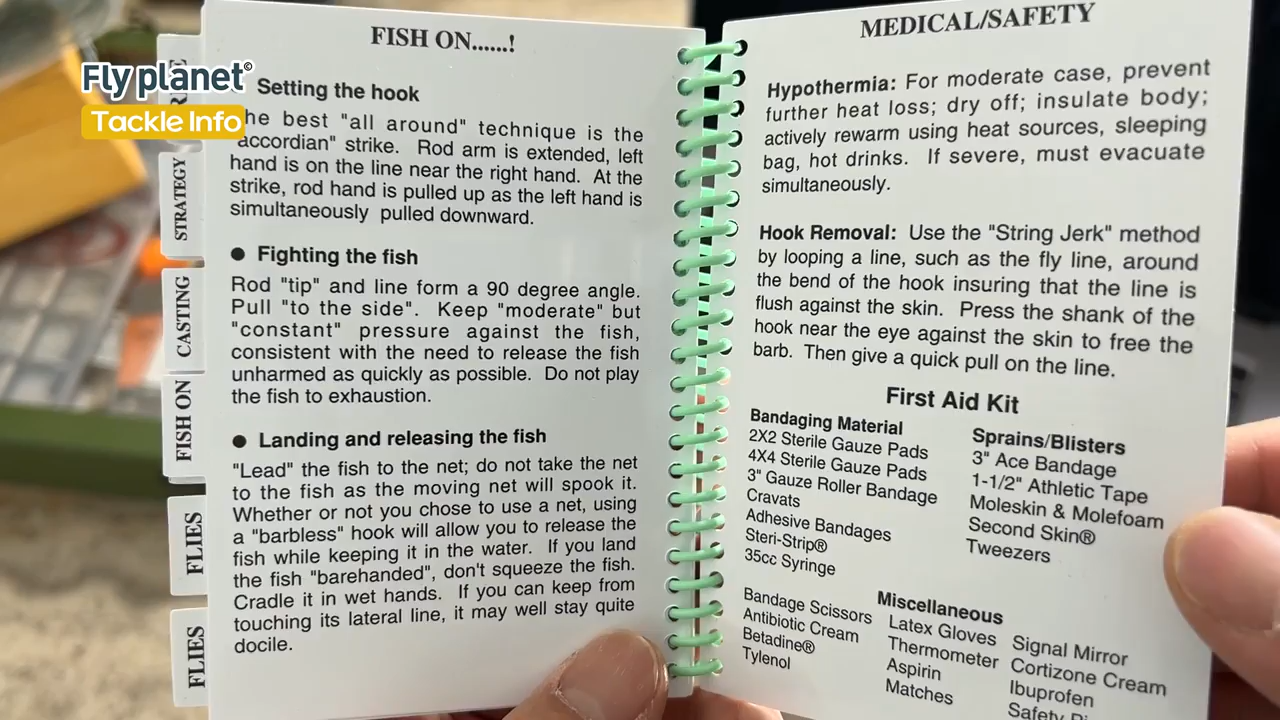 Fly planet©
Tackle Info
STRATEGY
CASTING
FISH ON
FLIES
FLIES
FISH ON......!
Setting the hook
he best "all around" technique is the
"accordian" strike. Rod arm is extended, left
hand is on the line near the right hand. At the
strike, rod hand is pulled up as the left hand is
simultaneously pulled downward.
● Fighting the fish
Rod "tip" and line form a 90 degree angle.
Pull "to the side". Keep "moderate" but
"constant" pressure against the fish,
consistent with the need to release the fish
unharmed as quickly as possible. Do not play
the fish to exhaustion.
● Landing and releasing the fish
"Lead" the fish to the net; do not take the net
to the fish as the moving net will spook it.
Whether or not you chose to use a net, using
a "barbless" hook will allow you to release the
fish while keeping it in the water. If you land
the fish "barehanded", don't squeeze the fish.
Cradle it in wet hands. If you can keep from
touching its lateral line, it may well stay quite
docile.
MEDICAL/SAFETY
Hypothermia: For moderate case, prevent
further heat loss; dry off; insulate body;
actively rewarm using heat sources, sleeping
bag, hot drinks. If severe, must evacuate
simultaneously.
Hook Removal: Use the "String Jerk" method
by looping a line, such as the fly line, around
the bend of the hook insuring that the line is
flush against the skin. Press the shank of the
hook near the eye against the skin to free the
barb. Then give a quick pull on the line.
First Aid Kit
Bandaging Material
2X2 Sterile Gauze Pads
4X4 Sterile Gauze Pads
3" Gauze Roller Bandage
Cravats
Adhesive Bandages
Steri-Strip®
35cc Syringe
Sprains/Blisters
3" Ace Bandage
1-1/2" Athletic Tape
Moleskin & Molefoam
Second Skin®
Tweezers
Miscellaneous
Bandage Scissors
Antibiotic Cream
Betadine®
Tylenol
Latex Gloves
Thermometer
Aspirin
Matches
Signal Mirror
Cortizone Cream
Ibuprofen
Safety